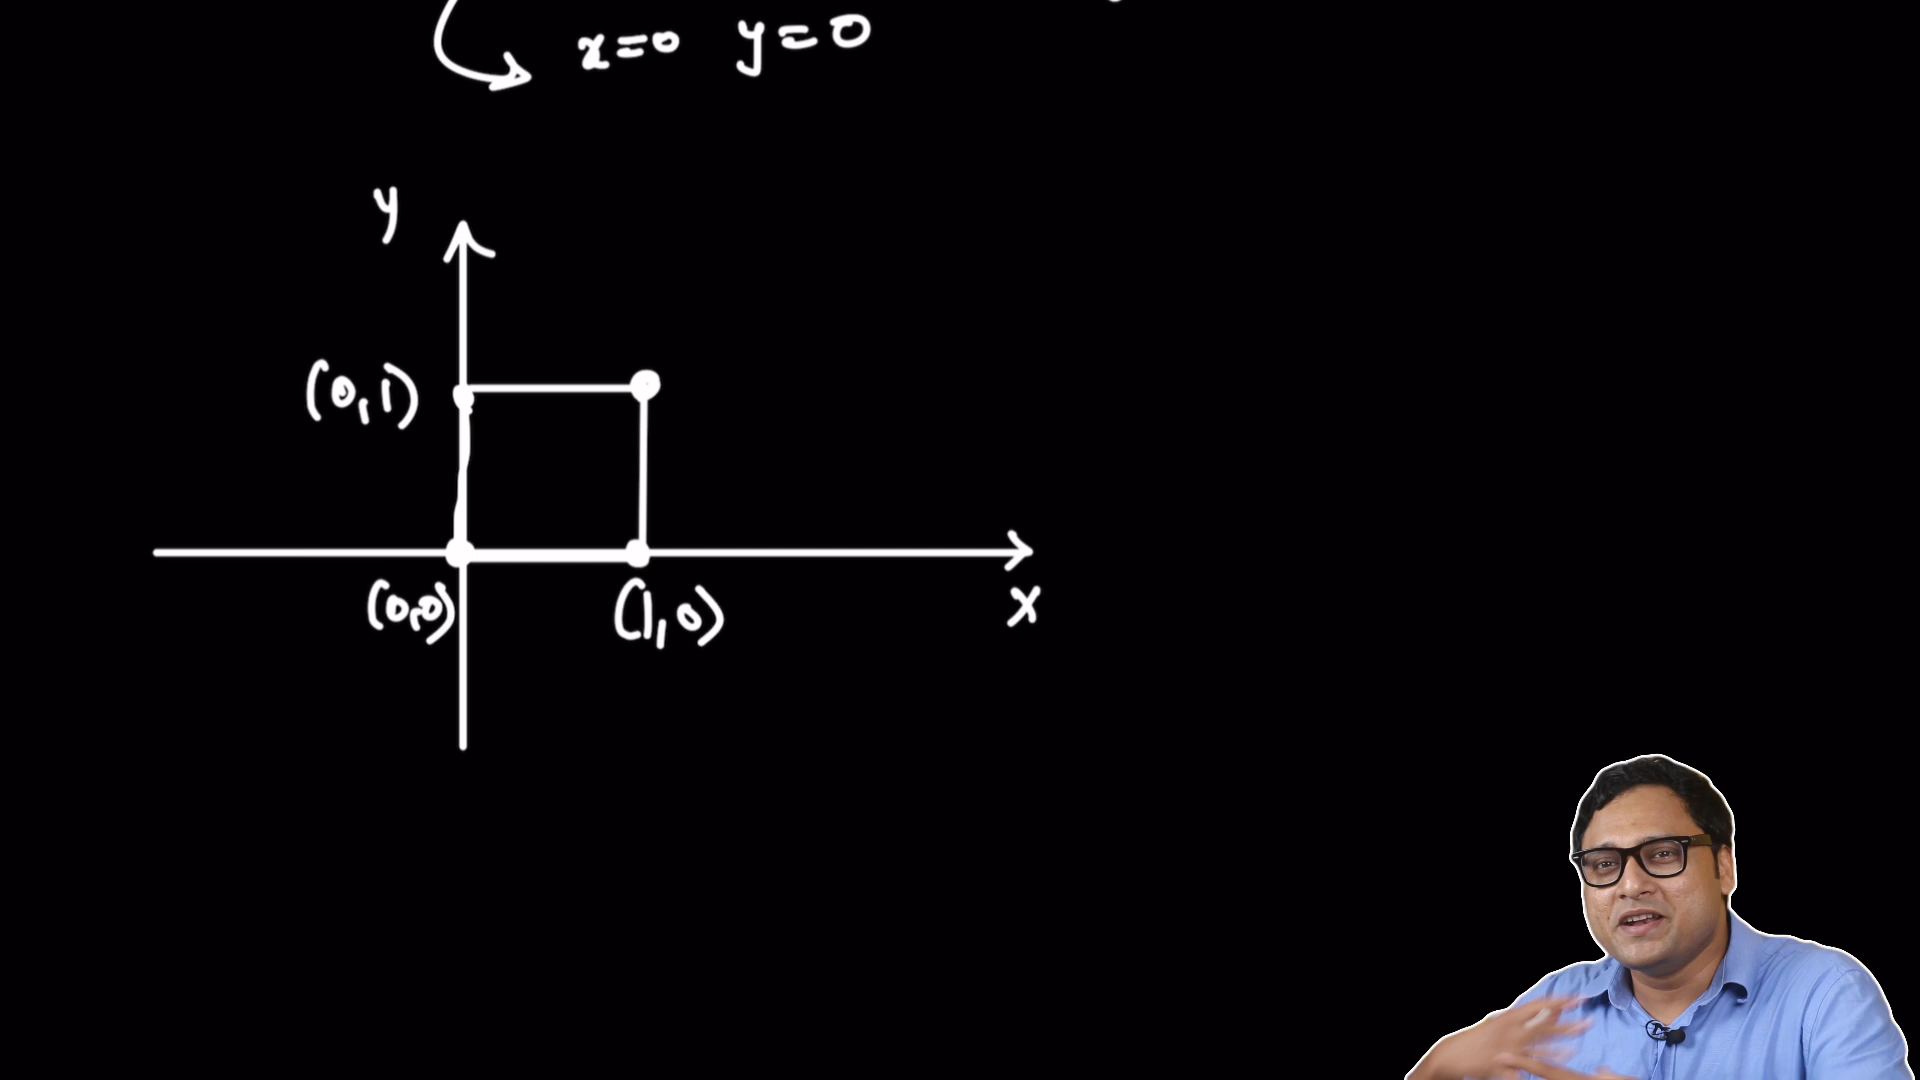 x=0 y=0
y
(0,1)
(0,0) (1,0)
x